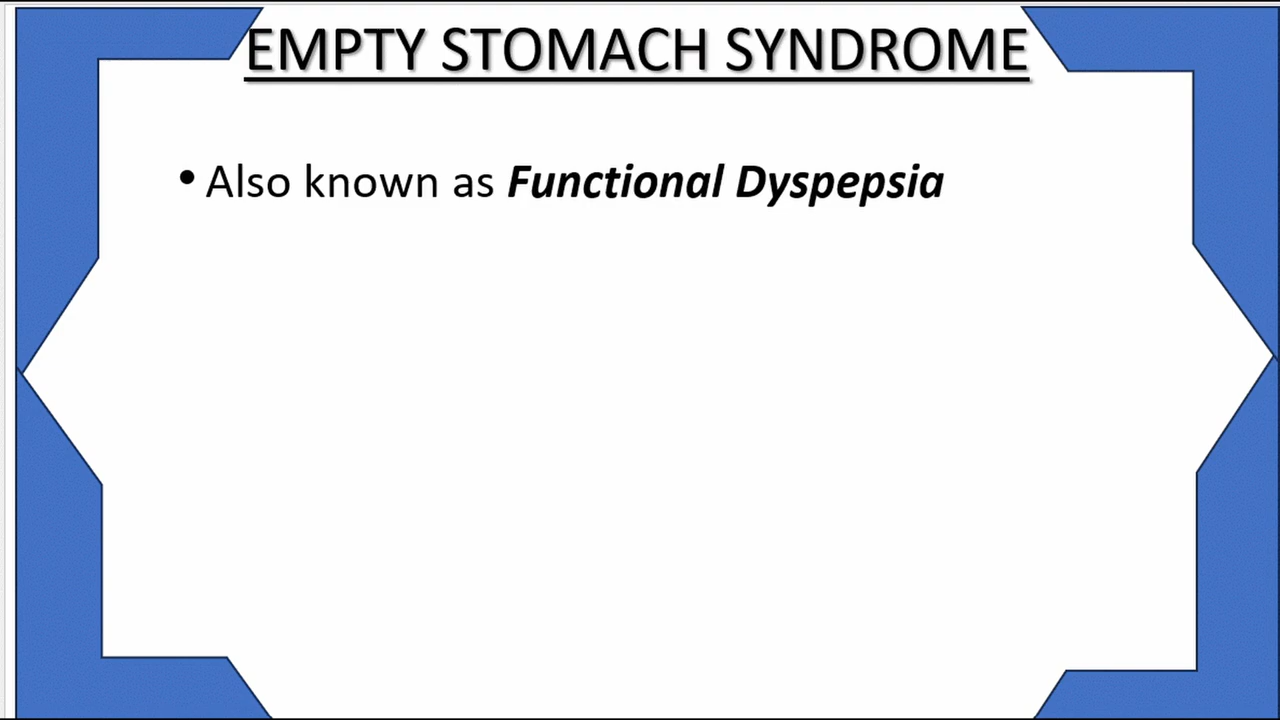 EMPTY STOMACH SYNDROME
• Also known as Functional Dyspepsia